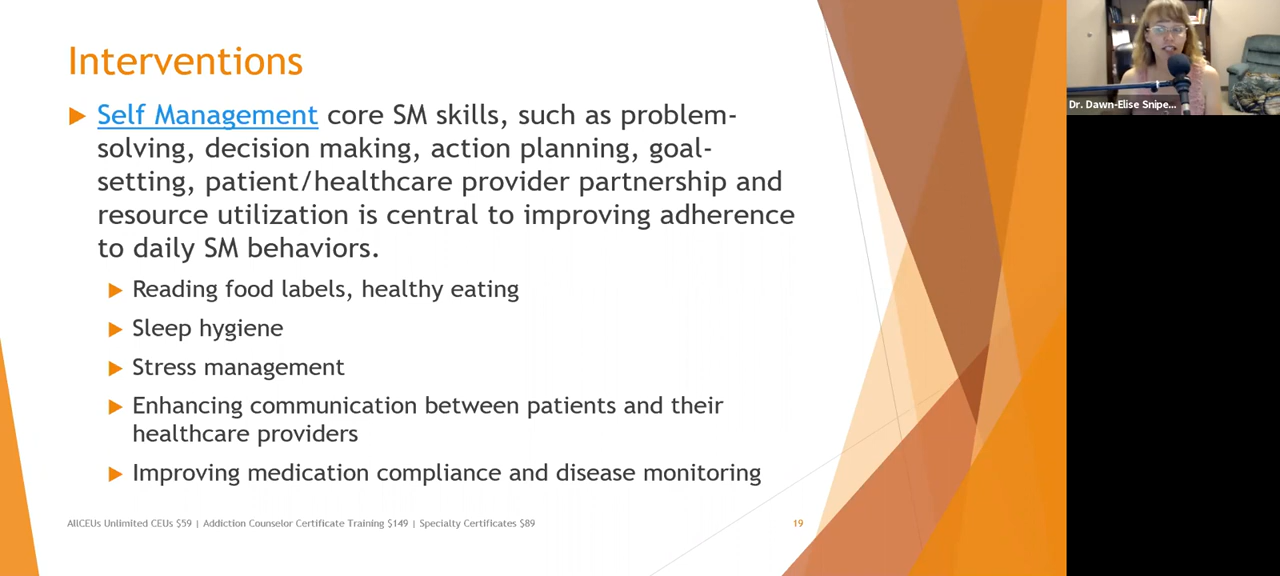 Interventions
Self Management core SM skills, such as problem-
solving, decision making, action planning, goal-
setting, patient/healthcare provider partnership and
resource utilization is central to improving adherence
to daily SM behaviors.
Reading food labels, healthy eating
Sleep hygiene
Stress management
Enhancing communication between patients and their
healthcare providers
Improving medication compliance and disease monitoring
AllCEUs Unlimited CEUs $59 | Addiction Counselor Certificate Training $149 | Specialty Certificates $89
19
Dr. Dawn-Elise Snipe...